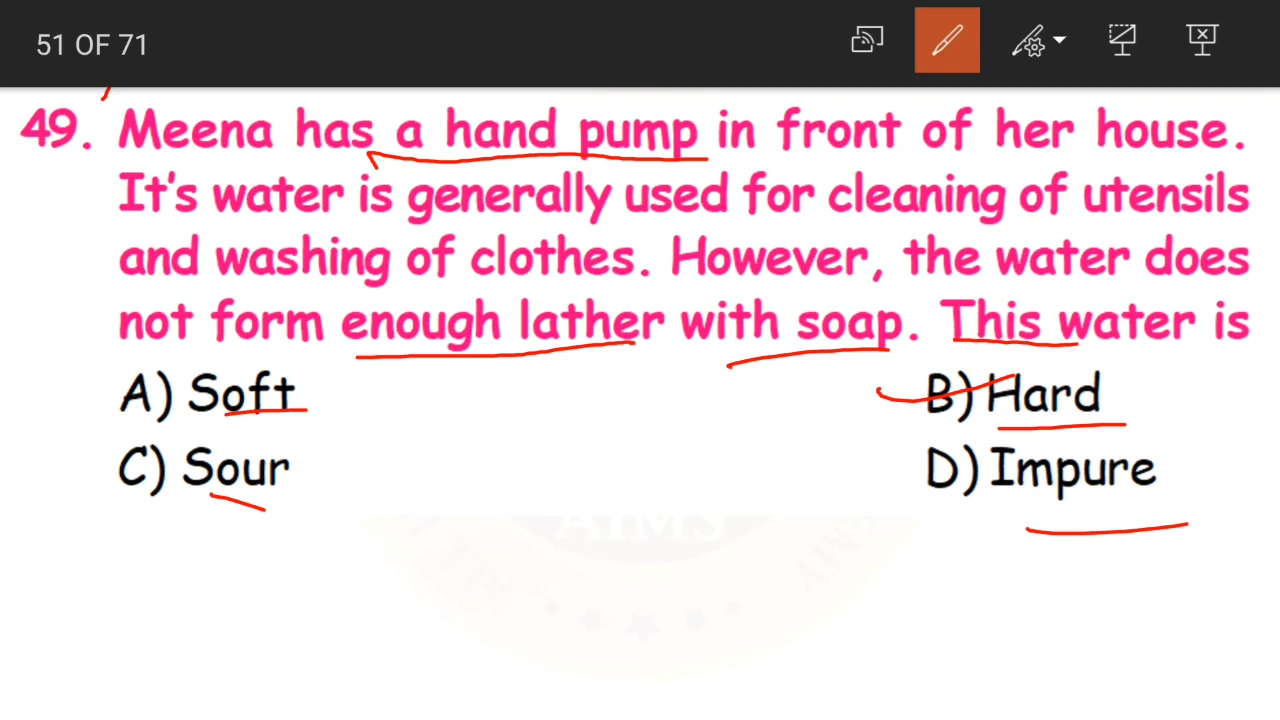 51 OF 71
49. Meena has a hand pump in front of her house.
It's water is generally used for cleaning of utensils
and washing of clothes. However, the water does
not form enough lather with soap. This water is
A) Soft B) Hard
C) Sour D) Impure
AIMS